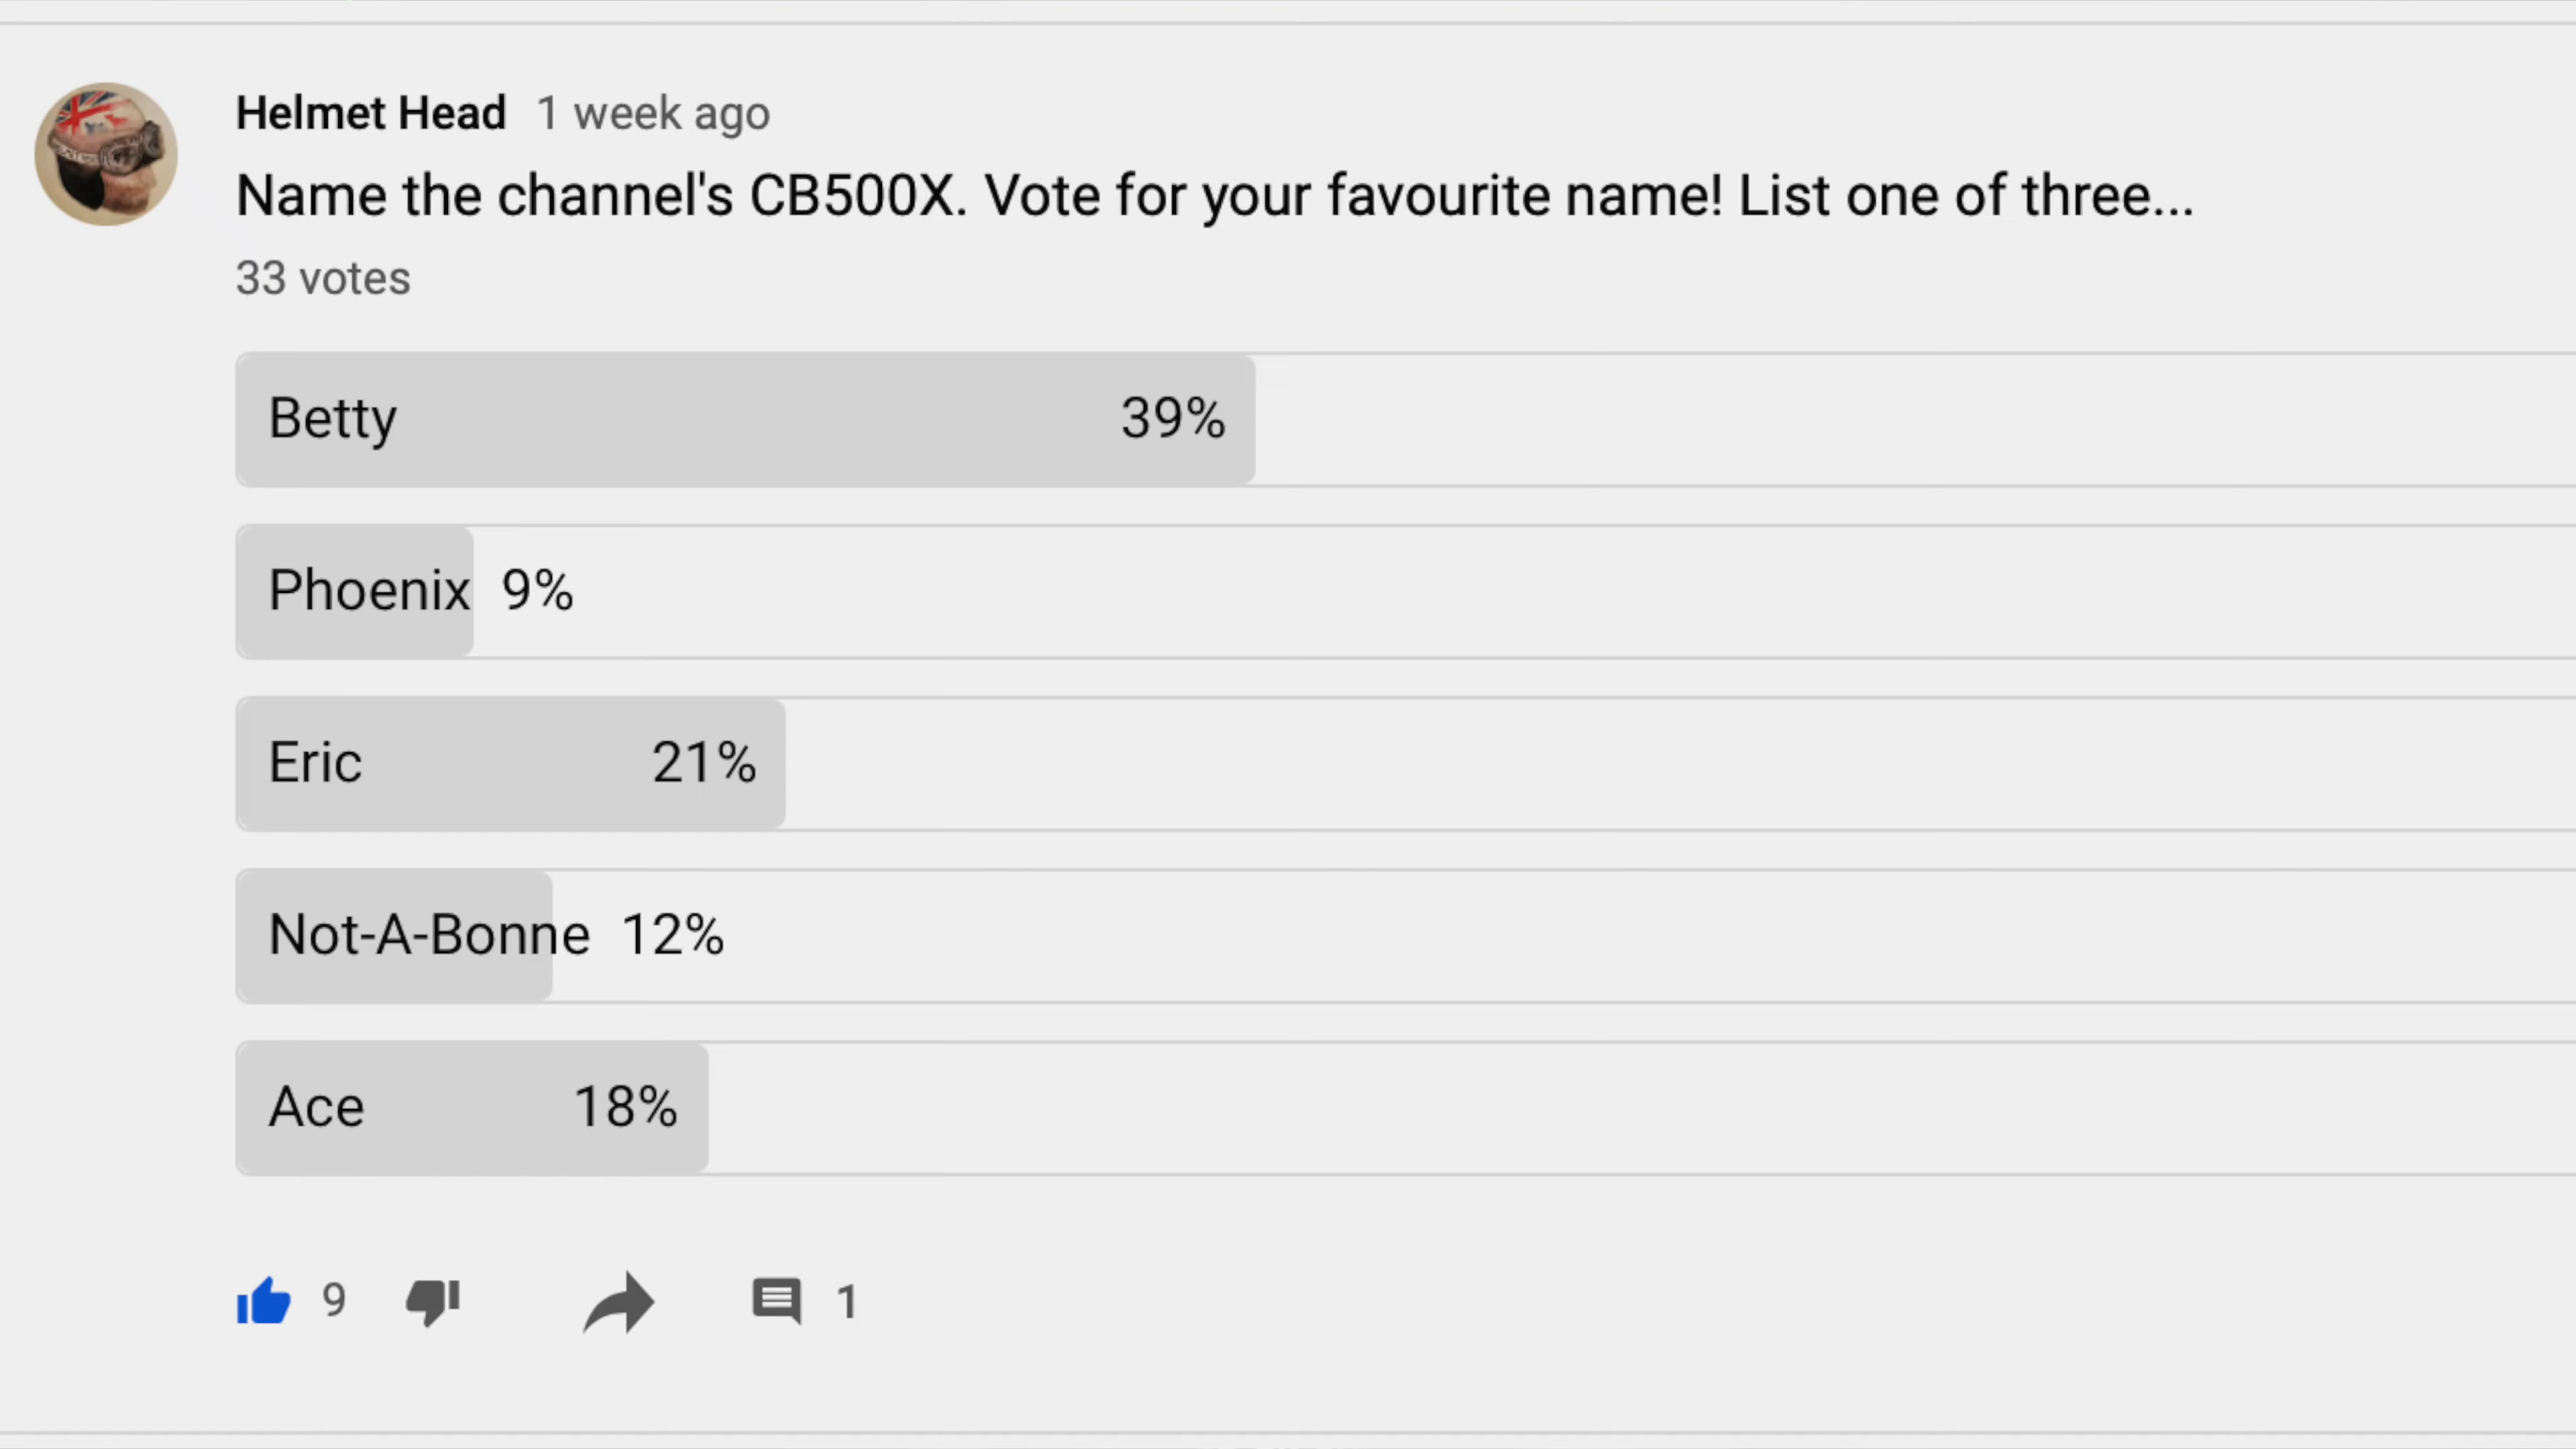 Helmet Head 1 week ago
Name the channel's CB500X. Vote for your favourite name! List one of three...
33 votes
Betty 39%
Phoenix 9%
Eric 21%
Not-A-Bonne 12%
Ace 18%
9 1